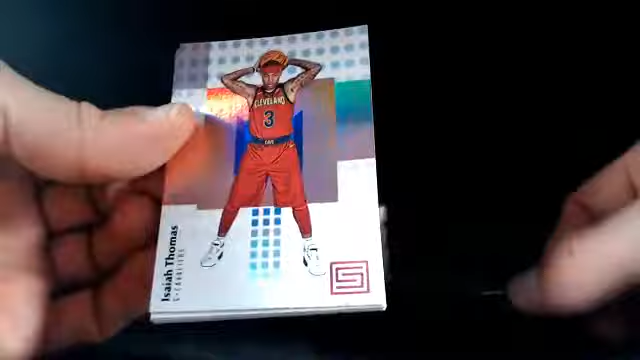 CLEVELAND
3
CAVS
Isaiah Thomas
G • CAVALIERS
S